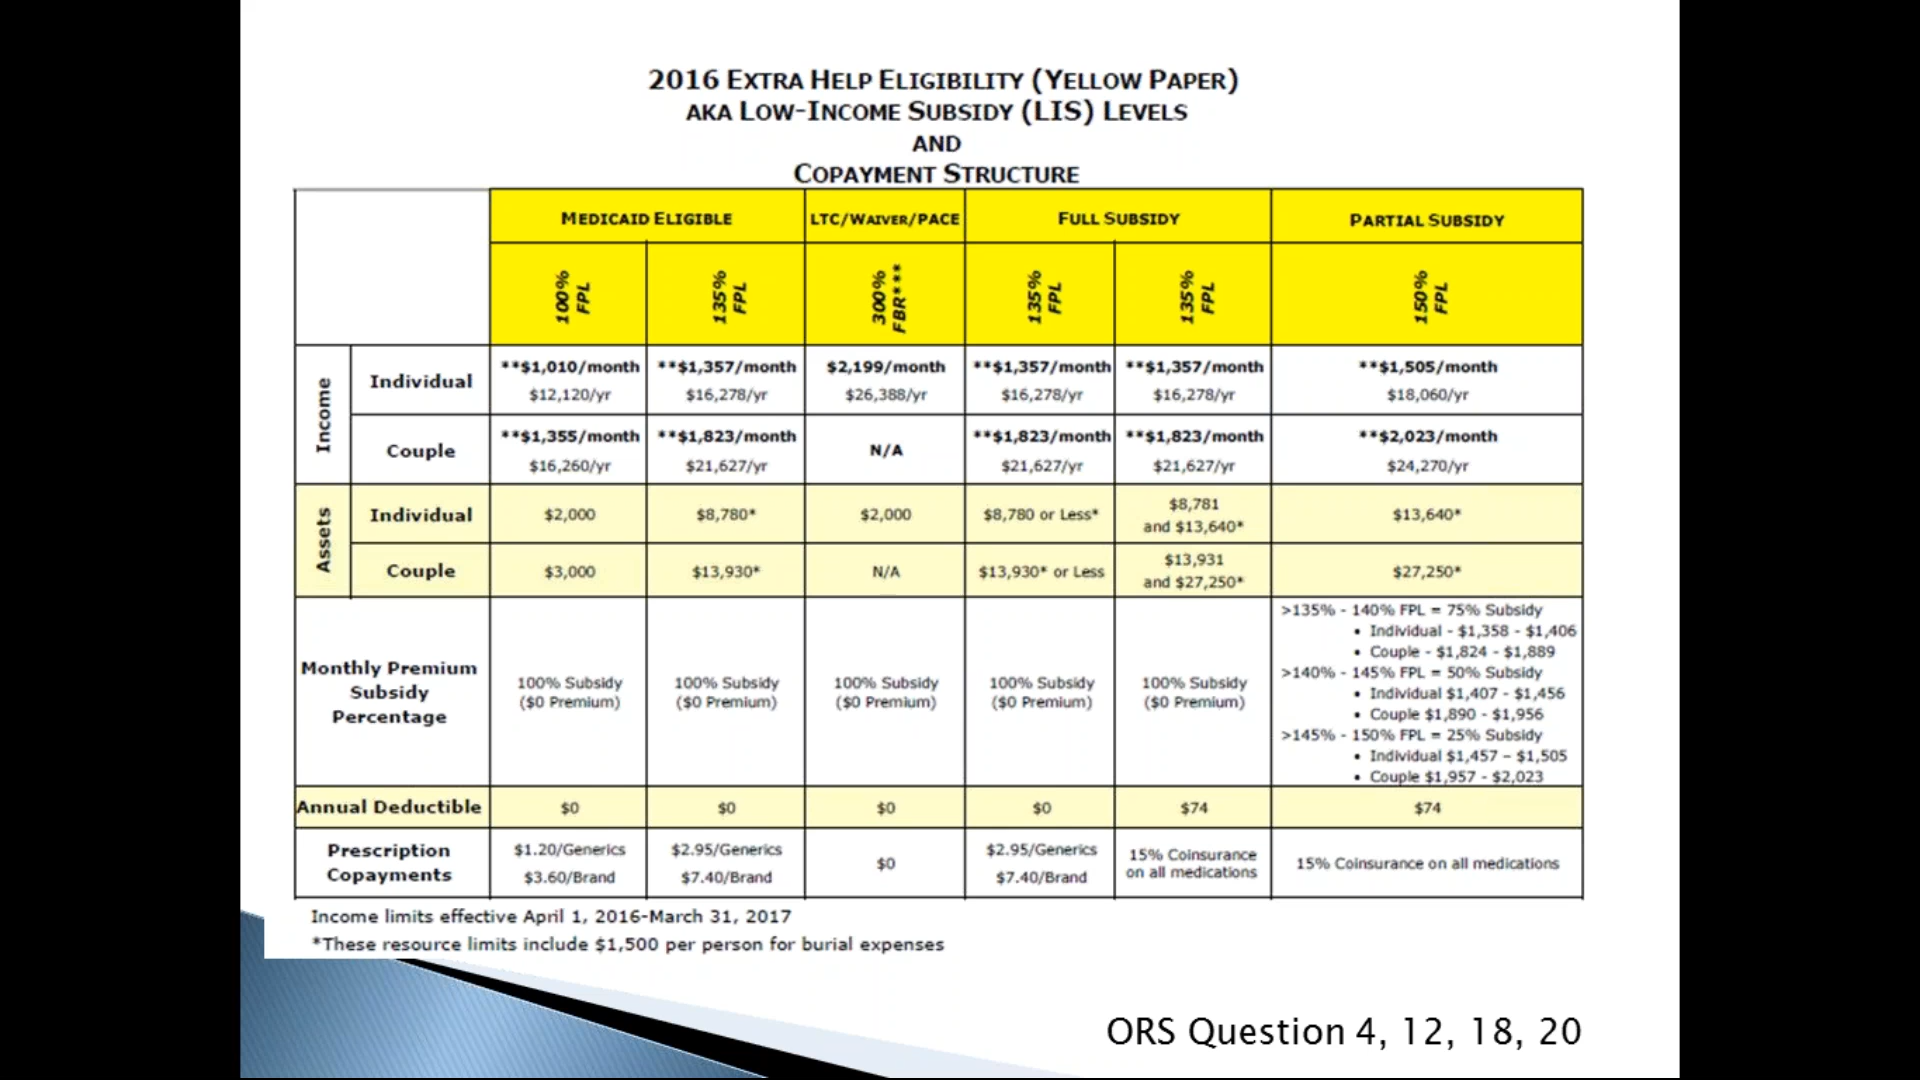 2016 EXTRA HELP ELIGIBILITY (YELLOW PAPER)
AKA LOW-INCOME SUBSIDY (LIS) LEVELS
AND
COPAYMENT STRUCTURE
MEDICAID ELIGIBLE LTC/WAIVER/PACE FULL SUBSIDY PARTIAL SUBSIDY
100% FPL 135% FPL 300% FBR*** 135% FPL 135% FPL 150% FPL
Income
Individual **$1,010/month **$1,357/month $2,199/month **$1,357/month **$1,357/month **$1,505/month
$12,120/yr $16,278/yr $26,388/yr $16,278/yr $16,278/yr $18,060/yr
Couple **$1,355/month **$1,823/month N/A **$1,823/month **$1,823/month **$2,023/month
$16,260/yr $21,627/yr $21,627/yr $21,627/yr $24,270/yr
Assets
Individual $2,000 $8,780* $2,000 $8,780 or Less* $8,781 and $13,640* $13,640*
Couple $3,000 $13,930* N/A $13,930* or Less $13,931 and $27,250* $27,250*
Monthly Premium Subsidy Percentage
100% Subsidy 100% Subsidy 100% Subsidy 100% Subsidy 100% Subsidy
($0 Premium) ($0 Premium) ($0 Premium) ($0 Premium) ($0 Premium)
>135% - 140% FPL = 75% Subsidy
• Individual - $1,358 - $1,406
• Couple - $1,824 - $1,889
>140% - 145% FPL = 50% Subsidy
• Individual $1,407 - $1,456
• Couple $1,890 - $1,956
>145% - 150% FPL = 25% Subsidy
• Individual $1,457 – $1,505
• Couple $1,957 - $2,023
Annual Deductible $0 $0 $0 $0 $74 $74
Prescription Copayments
$1.20/Generics $2.95/Generics $0 $2.95/Generics 15% Coinsurance on all medications 15% Coinsurance on all medications
$3.60/Brand $7.40/Brand $7.40/Brand
Income limits effective April 1, 2016-March 31, 2017
*These resource limits include $1,500 per person for burial expenses
ORS Question 4, 12, 18, 20